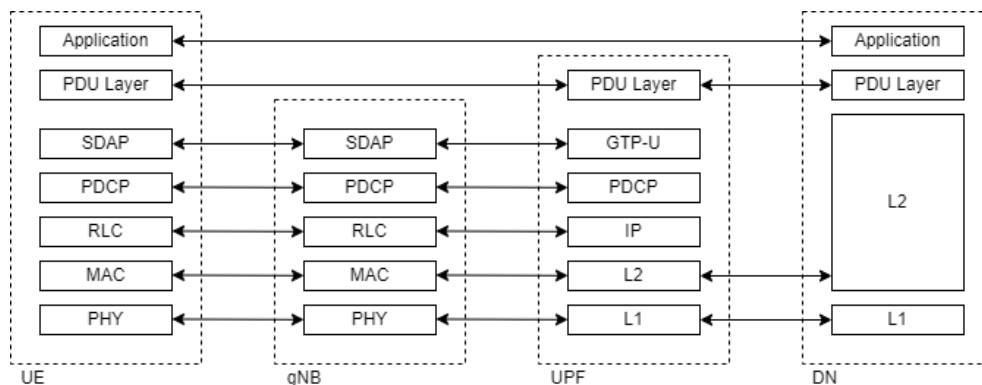 Application Application
PDU Layer PDU Layer PDU Layer
SDAP SDAP GTP-U
PDCP PDCP PDCP
L2
RLC RLC IP
MAC MAC L2
PHY PHY L1 L1
UE gNB UPF DN